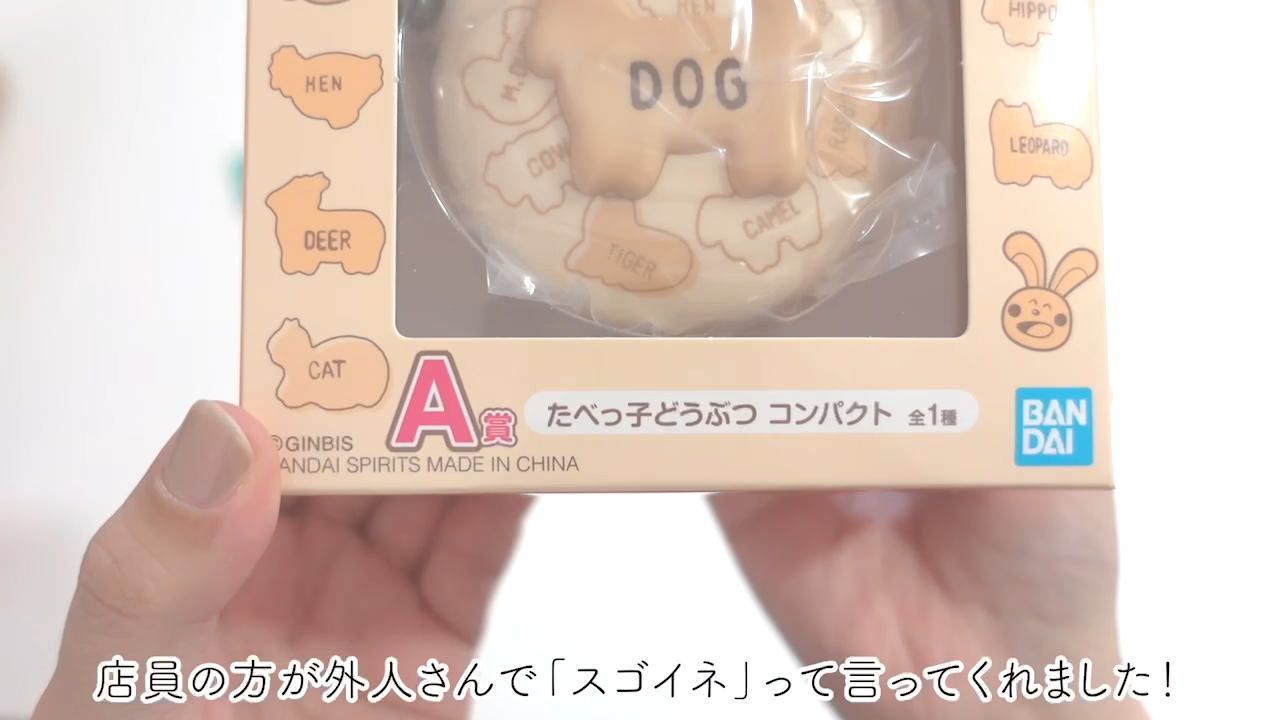 HEN
DOG
HIPPO
HEN
COW
RABBIT
LEOPARD
DEER
CAMEL
TIGER
CAT
A賞
たべっ子どうぶつ コンパクト 全1種
BAN
DAI
©GINBIS
BANDAI SPIRITS MADE IN CHINA
店員の方が外人さんで「スゴイネ」って言ってくれました！